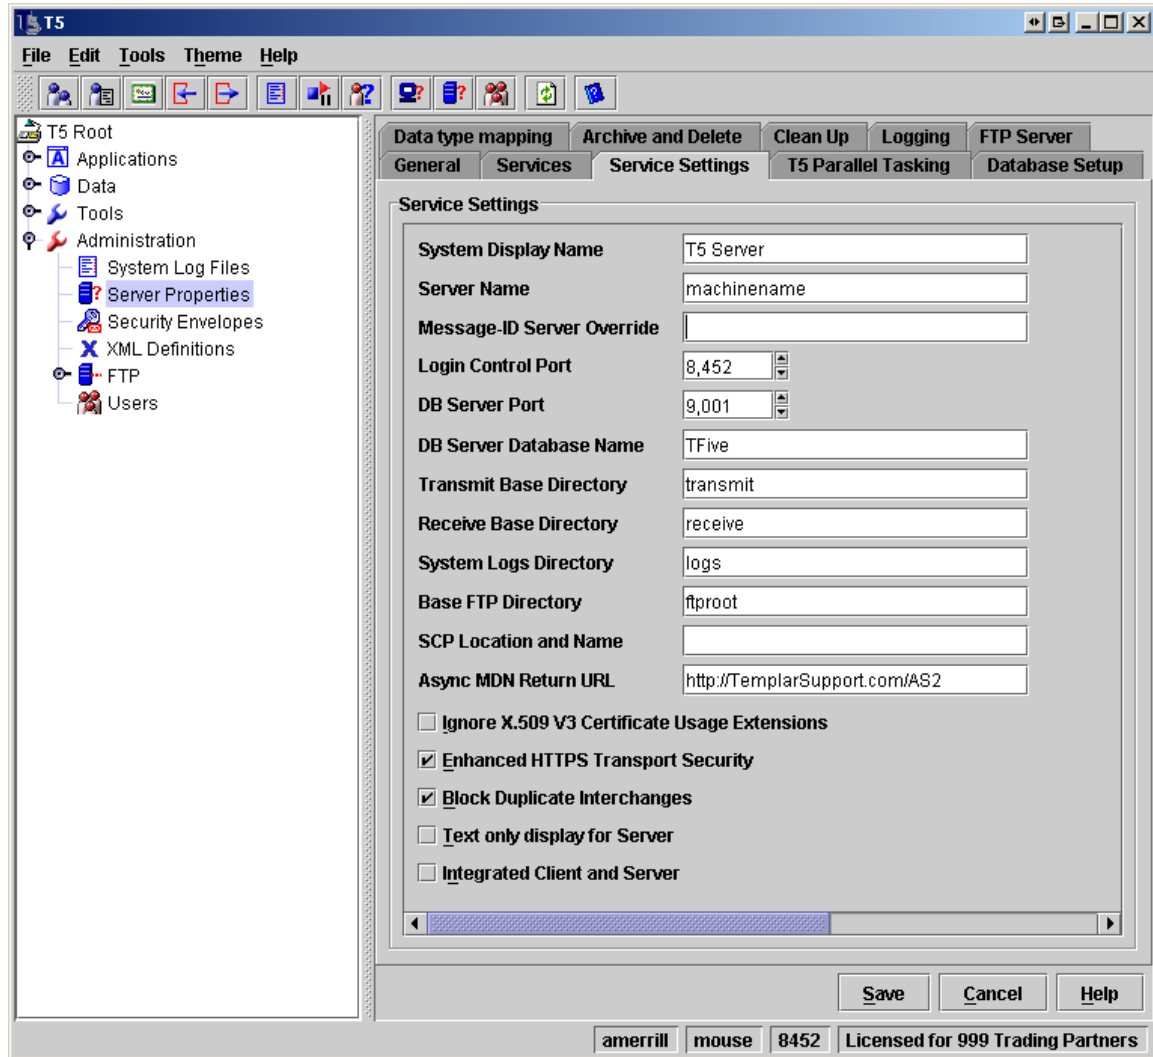 T5
File Edit Tools Theme Help
T5 Root
Applications
Data
Tools
Administration
System Log Files
Server Properties
Security Envelopes
XML Definitions
FTP
Users
Data type mapping Archive and Delete Clean Up Logging FTP Server
General Services Service Settings T5 Parallel Tasking Database Setup
Service Settings
System Display Name T5 Server
Server Name machinename
Message-ID Server Override
Login Control Port 8,452
DB Server Port 9,001
DB Server Database Name TFive
Transmit Base Directory transmit
Receive Base Directory receive
System Logs Directory logs
Base FTP Directory ftproot
SCP Location and Name
Async MDN Return URL http://TemplarSupport.com/AS2
Ignore X.509 V3 Certificate Usage Extensions
Enhanced HTTPS Transport Security
Block Duplicate Interchanges
Text only display for Server
Integrated Client and Server
Save Cancel Help
amerrill mouse 8452 Licensed for 999 Trading Partners